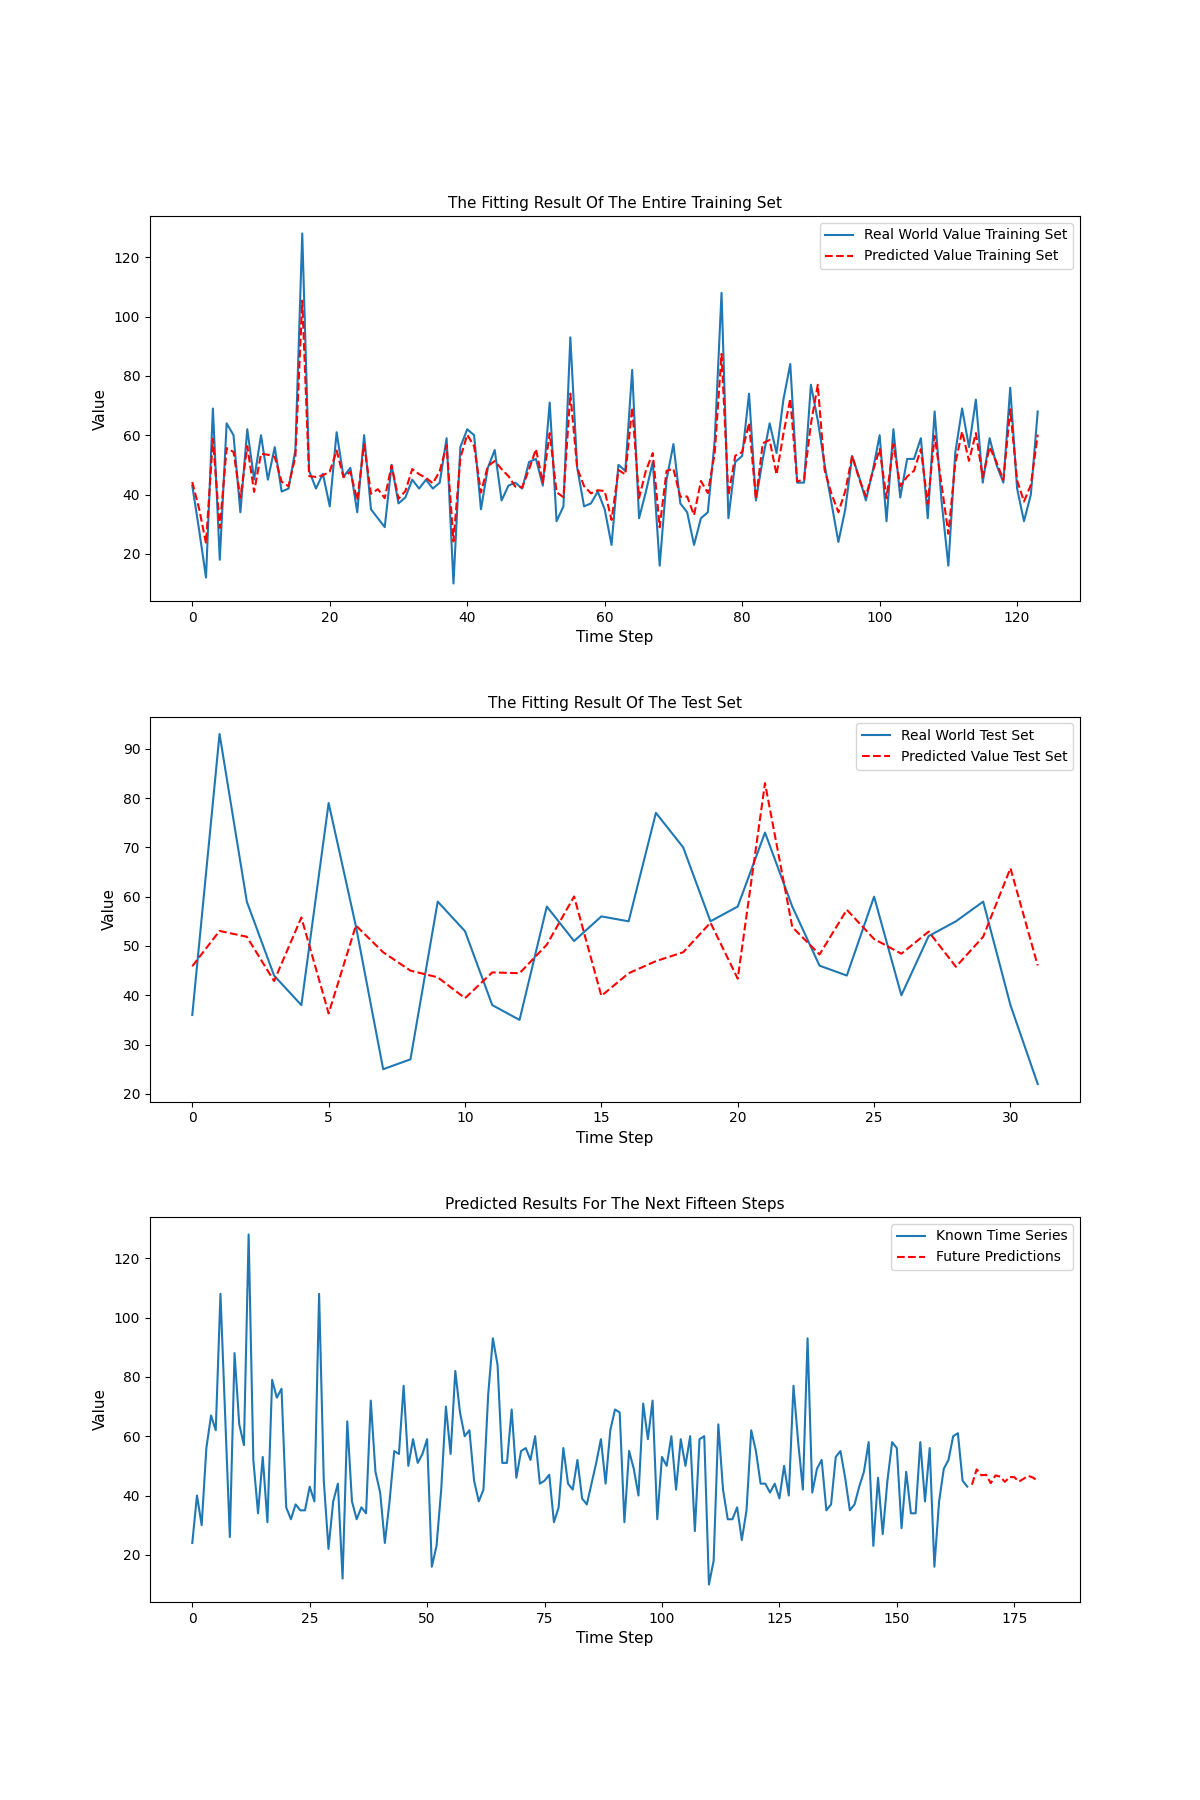 The Fitting Result Of The Entire Training Set
Real World Value Training Set
Predicted Value Training Set
120
100
80
60
40
20
Value
0 20 40 60 80 100 120
Time Step
The Fitting Result Of The Test Set
Real World Test Set
Predicted Value Test Set
90
80
70
60
50
40
30
20
Value
0 5 10 15 20 25 30
Time Step
Predicted Results For The Next Fifteen Steps
Known Time Series
Future Predictions
120
100
80
60
40
20
Value
0 25 50 75 100 125 150 175
Time Step